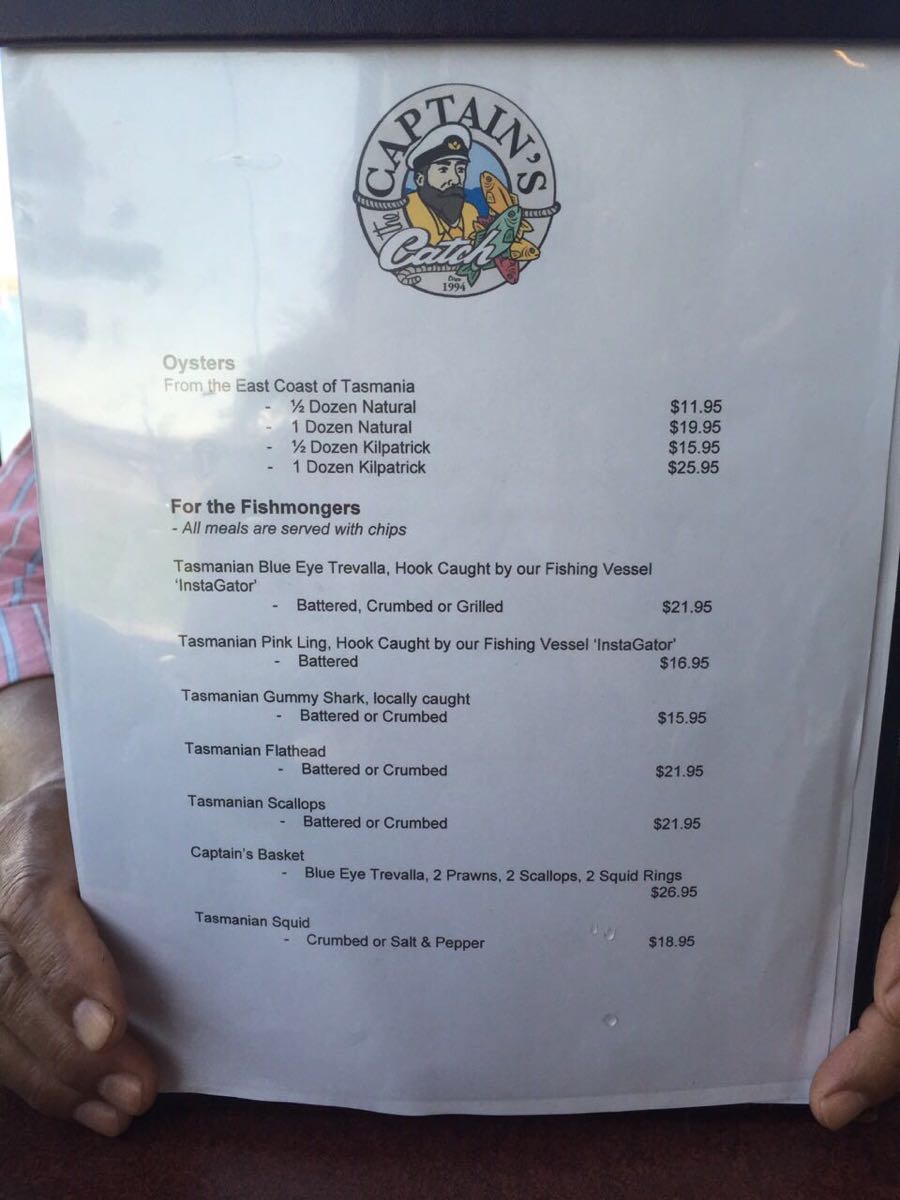 the CAPTAIN'S
Catch
Since
1994
Oysters
From the East Coast of Tasmania
- ½ Dozen Natural $11.95
- 1 Dozen Natural $19.95
- ½ Dozen Kilpatrick $15.95
- 1 Dozen Kilpatrick $25.95
For the Fishmongers
- All meals are served with chips
Tasmanian Blue Eye Trevalla, Hook Caught by our Fishing Vessel
'InstaGator'
- Battered, Crumbed or Grilled $21.95
Tasmanian Pink Ling, Hook Caught by our Fishing Vessel 'InstaGator'
- Battered $16.95
Tasmanian Gummy Shark, locally caught
- Battered or Crumbed $15.95
Tasmanian Flathead
- Battered or Crumbed $21.95
Tasmanian Scallops
- Battered or Crumbed $21.95
Captain's Basket
- Blue Eye Trevalla, 2 Prawns, 2 Scallops, 2 Squid Rings
$26.95
Tasmanian Squid
- Crumbed or Salt & Pepper $18.95